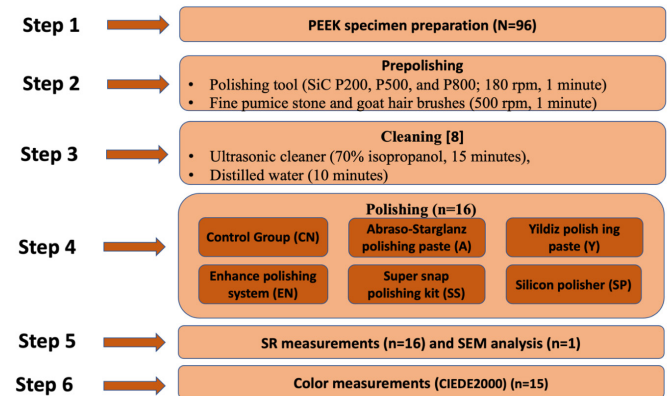 Step 1
PEEK specimen preparation (N=96)
Step 2
Prepolishing
• Polishing tool (SiC P200, P500, and P800; 180 rpm, 1 minute)
• Fine pumice stone and goat hair brushes (500 rpm, 1 minute)
Step 3
Cleaning [8]
• Ultrasonic cleaner (70% isopropanol, 15 minutes),
• Distilled water (10 minutes)
Step 4
Polishing (n=16)
Control Group (CN)
Abraso-Starglanz
polishing paste (A)
Yildiz polish ing
paste (Y)
Enhance polishing
system (EN)
Super snap
polishing kit (SS)
Silicon polisher (SP)
Step 5
SR measurements (n=16) and SEM analysis (n=1)
Step 6
Color measurements (CIEDE2000) (n=15)